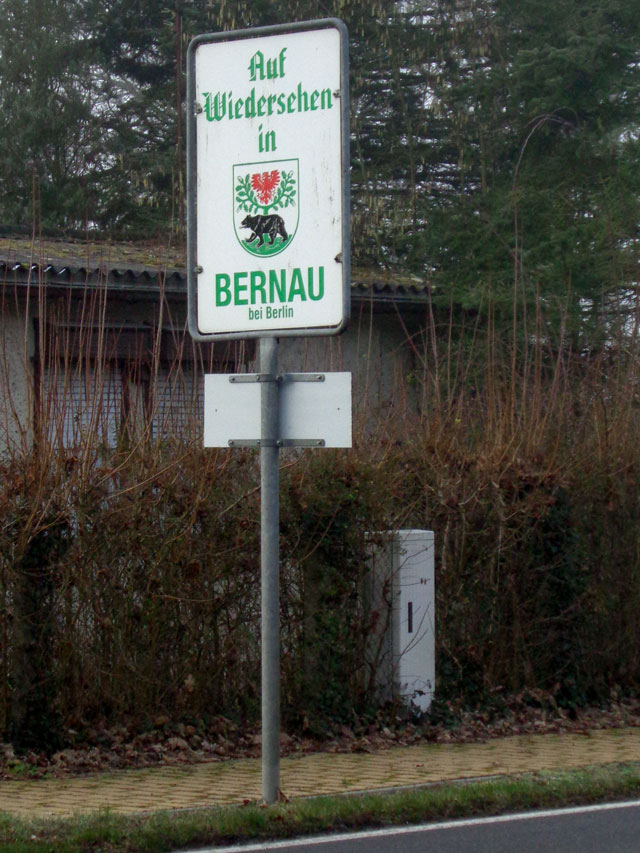 Auf
Wiedersehen
in
BERNAU
bei Berlin